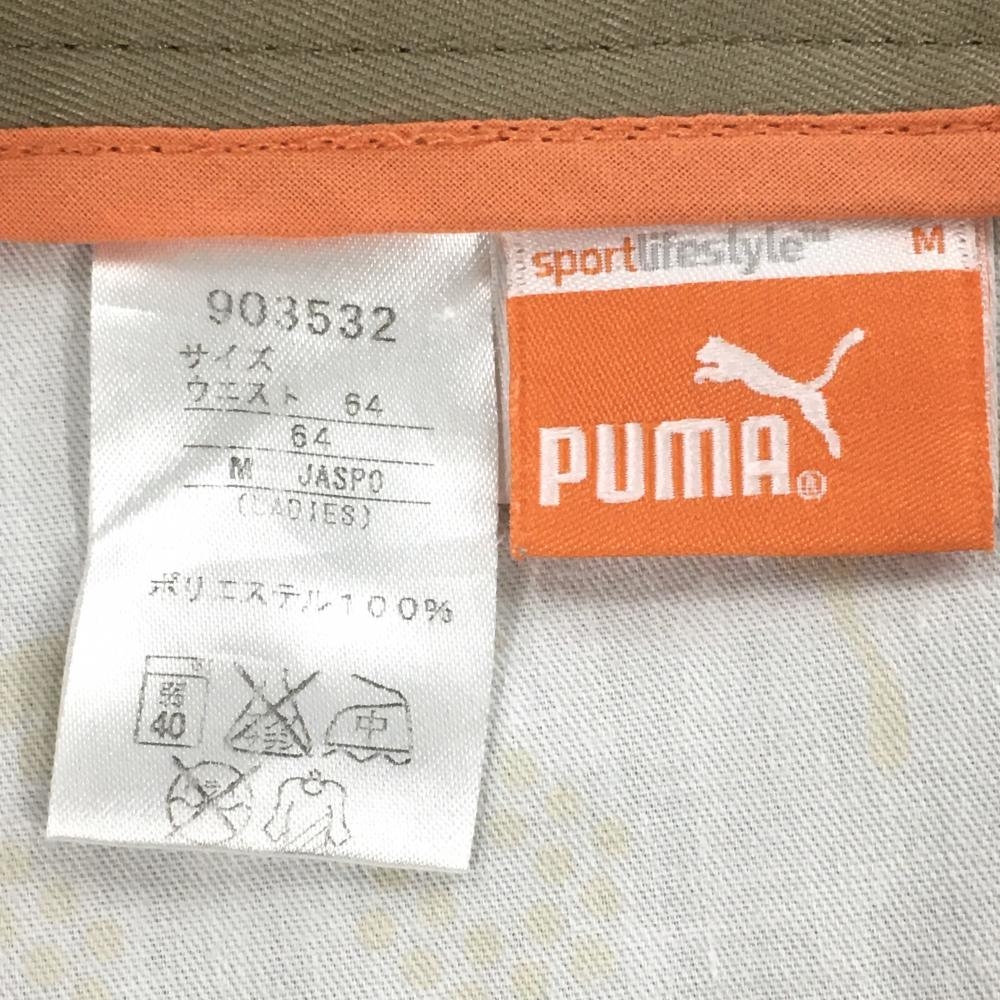 903532
サイズ
ウエスト 64
64
M JASPO
(LADIES)
ポリエステル100%
弱
40
中
sportlifestyle™ M
PUMA®